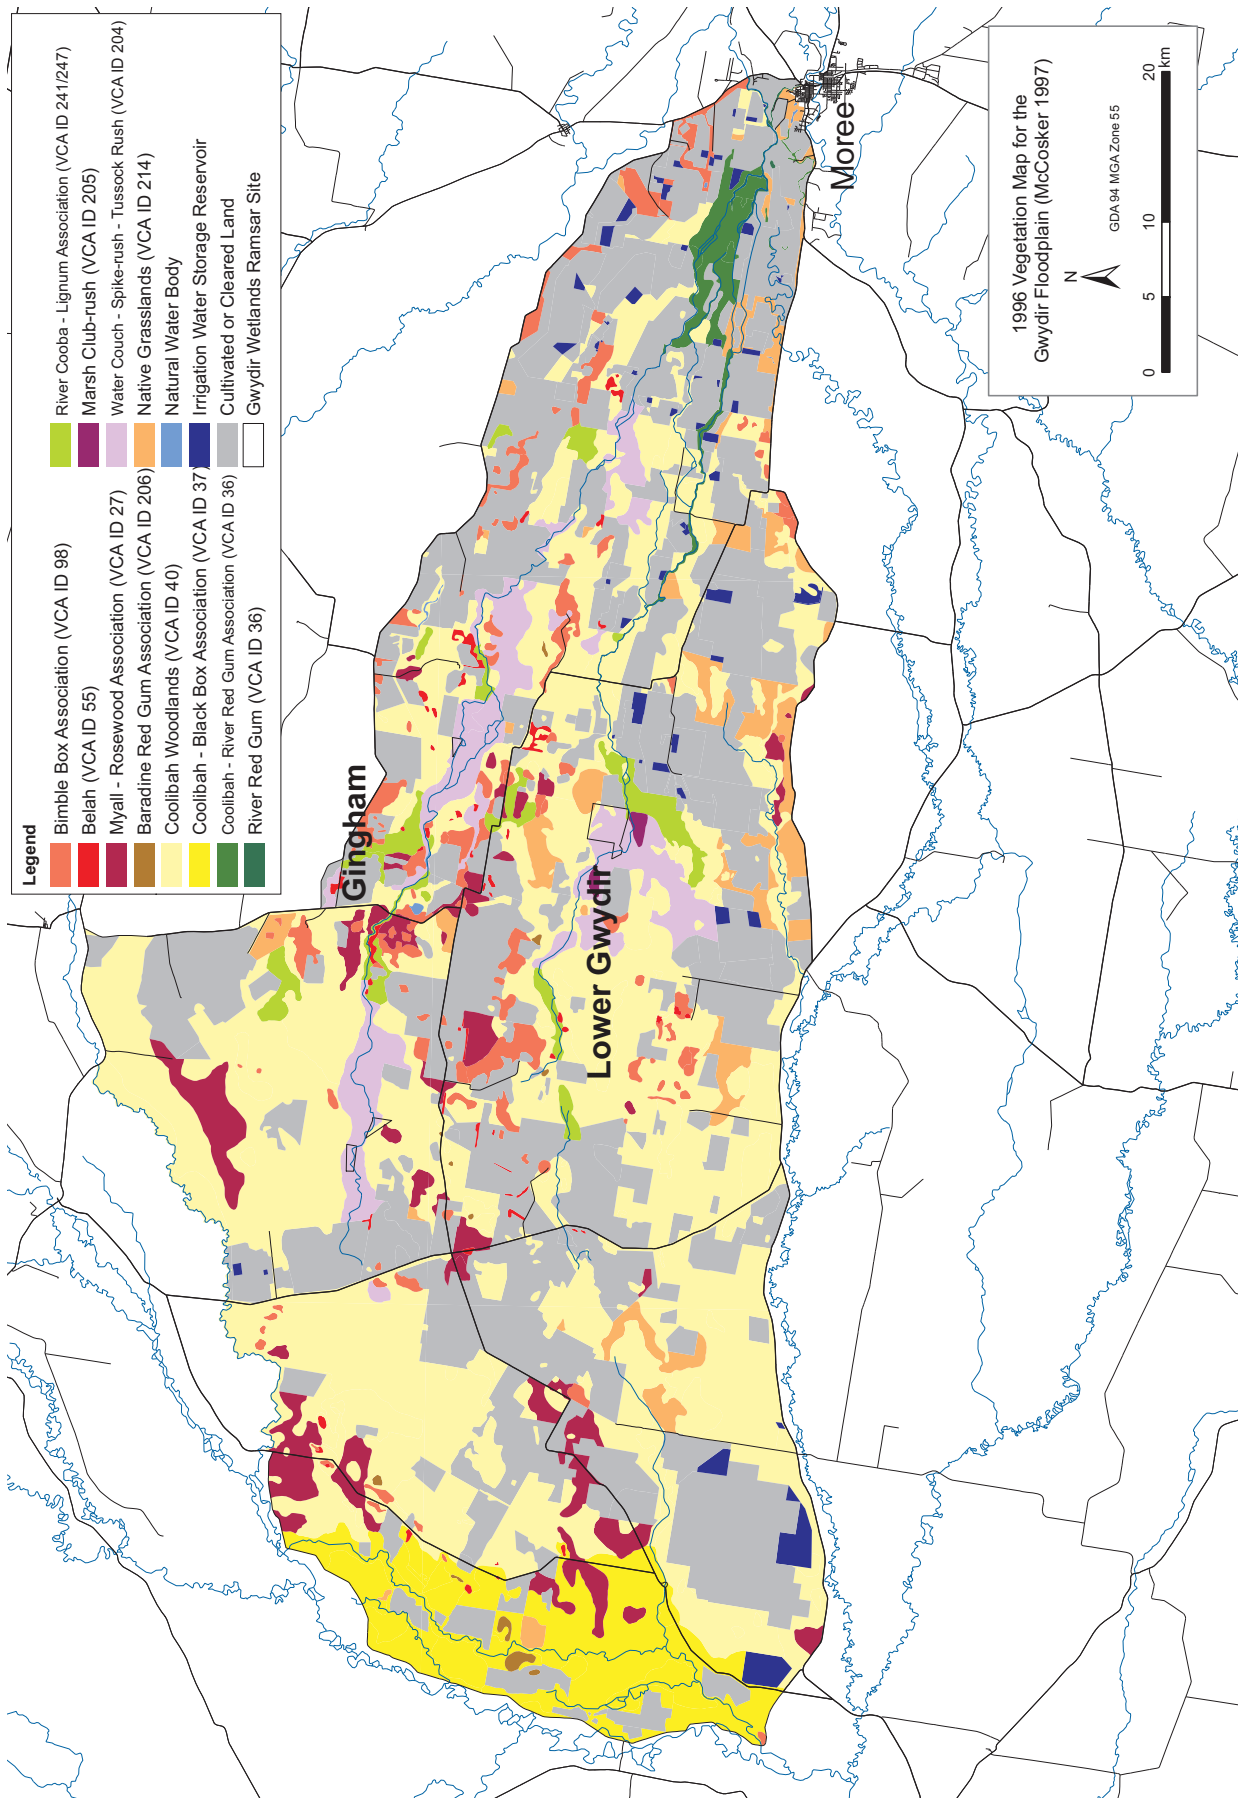 Legend
Bimble Box Association (VCA ID 98)
Belah (VCA ID 55)
Myall - Rosewood Association (VCA ID 27)
Baradine Red Gum Association (VCA ID 206)
Coolibah Woodlands (VCA ID 40)
Coolibah - Black Box Association (VCA ID 37)
Coolibah - River Red Gum Association (VCA ID 36)
River Red Gum (VCA ID 36)
River Cooba - Lignum Association (VCA ID 241/247)
Marsh Club-rush (VCA ID 205)
Water Couch - Spike-rush - Tussock Rush (VCA ID 204)
Native Grasslands (VCA ID 214)
Natural Water Body
Irrigation Water Storage Reservoir
Cultivated or Cleared Land
Gwydir Wetlands Ramsar Site
Gingham
Lower Gwydir
Moree
1996 Vegetation Map for the
Gwydir Floodplain (McCosker 1997)
N
GDA 94 MGA Zone 55
0 5 10 20
km